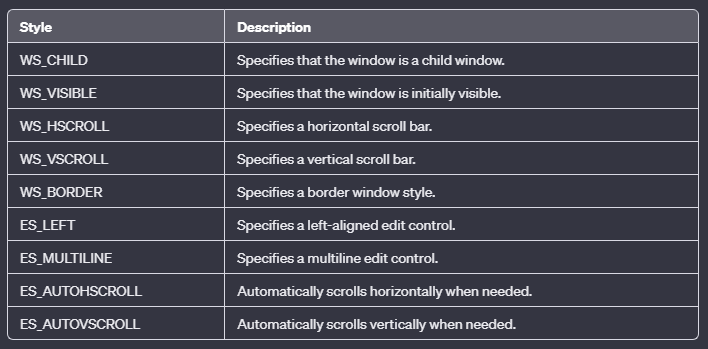 Style Description
WS_CHILD Specifies that the window is a child window.
WS_VISIBLE Specifies that the window is initially visible.
WS_HSCROLL Specifies a horizontal scroll bar.
WS_VSCROLL Specifies a vertical scroll bar.
WS_BORDER Specifies a border window style.
ES_LEFT Specifies a left-aligned edit control.
ES_MULTILINE Specifies a multiline edit control.
ES_AUTOHSCROLL Automatically scrolls horizontally when needed.
ES_AUTOVSCROLL Automatically scrolls vertically when needed.